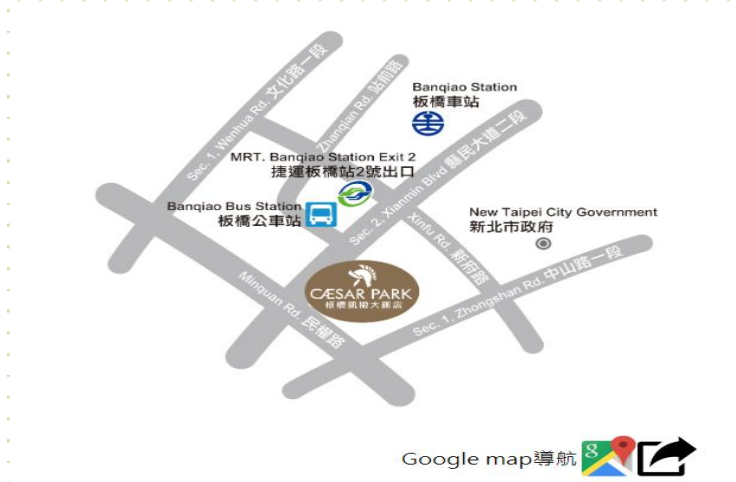 Sec. 1, Wenhua Rd. 文化路一段
Zhanqian Rd. 站前路
Banqiao Station
板橋車站
MRT. Banqiao Station Exit 2
捷運板橋站2號出口
Sec. 2, Xianmin Blvd 縣民大道二段
Banqiao Bus Station
板橋公車站
Xinfu Rd. 新府路
New Taipei City Government
新北市政府
Minquan Rd. 民權路
CÆSAR PARK
板橋凱撒大飯店
Sec. 1, Zhongshan Rd. 中山路一段
Google map導航
8